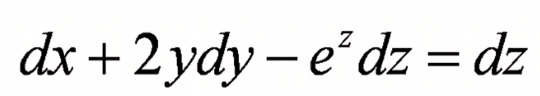 dx + 2ydy − e^z dz = dz